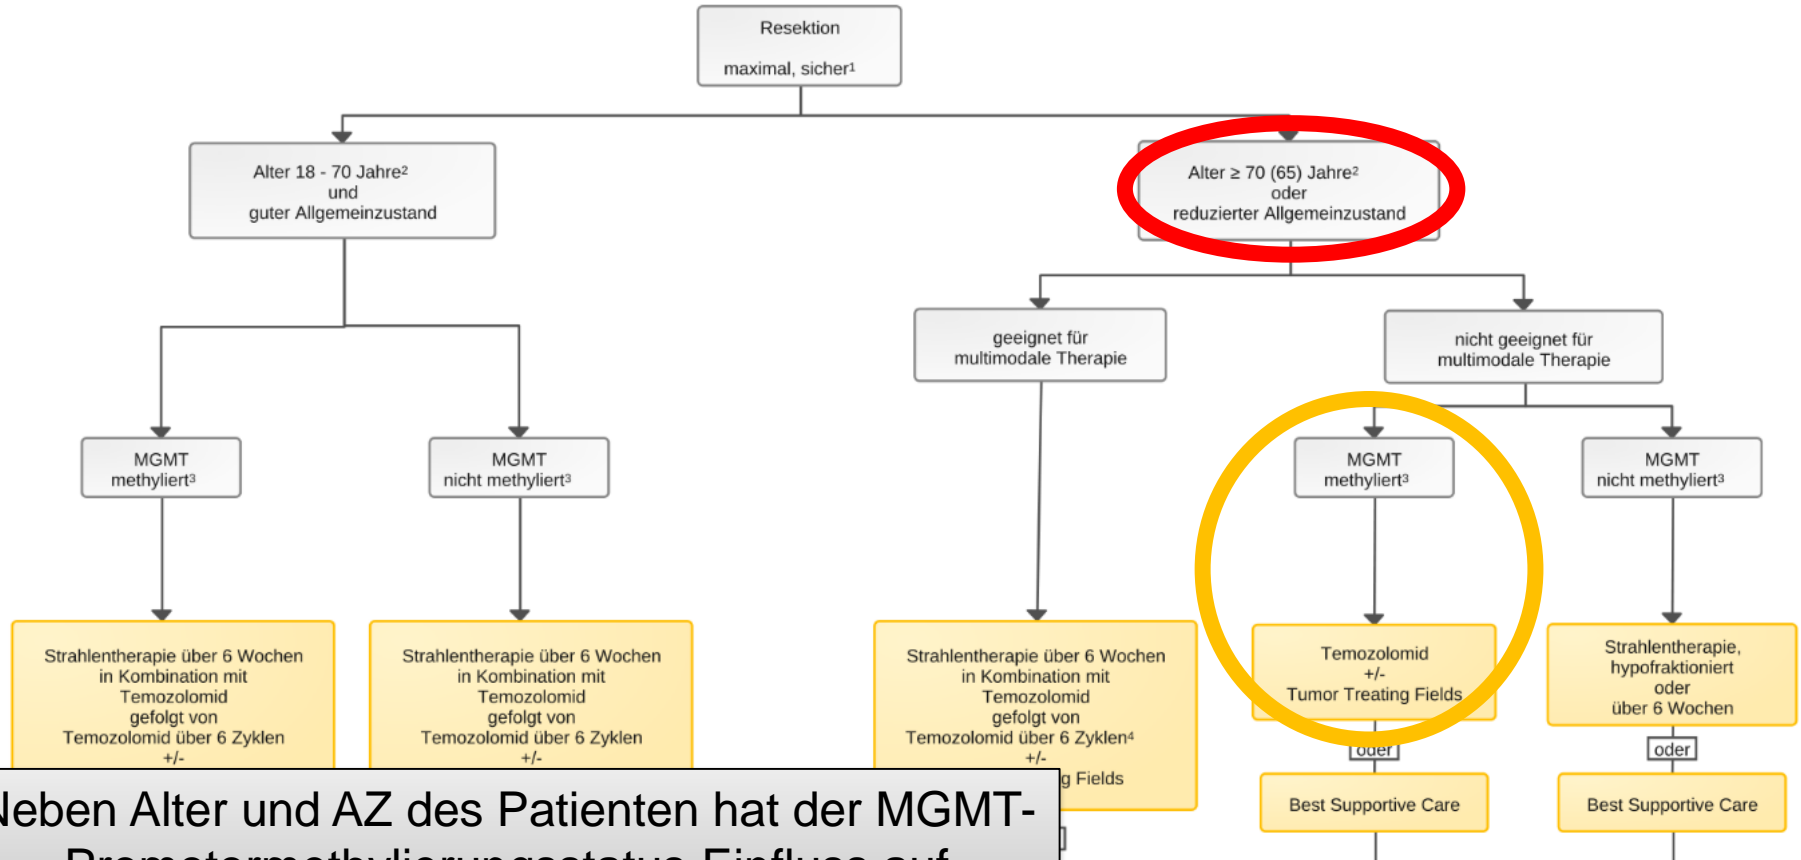 Resektion
maximal, sicher¹
Alter 18 - 70 Jahre²
und
guter Allgemeinzustand
Alter ≥ 70 (65) Jahre²
oder
reduzierter Allgemeinzustand
geeignet für
multimodale Therapie
nicht geeignet für
multimodale Therapie
MGMT
methyliert³
MGMT
nicht methyliert³
MGMT
methyliert³
MGMT
nicht methyliert³
Strahlentherapie über 6 Wochen
in Kombination mit
Temozolomid
gefolgt von
Temozolomid über 6 Zyklen
+/-
Strahlentherapie über 6 Wochen
in Kombination mit
Temozolomid
gefolgt von
Temozolomid über 6 Zyklen
+/-
Strahlentherapie über 6 Wochen
in Kombination mit
Temozolomid
gefolgt von
Temozolomid über 6 Zyklen⁴
+/-
g Fields
Temozolomid
+/-
Tumor Treating Fields
oder
Best Supportive Care
Strahlentherapie,
hypofraktioniert
oder
über 6 Wochen
oder
Best Supportive Care
Neben Alter und AZ des Patienten hat der MGMT-
Promotormethylierungsstatus Einfluss auf